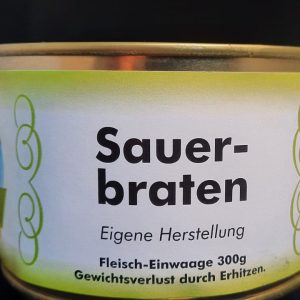 Sauer-
braten
Eigene Herstellung
Fleisch-Einwaage 300g
Gewichtsverlust durch Erhitzen.